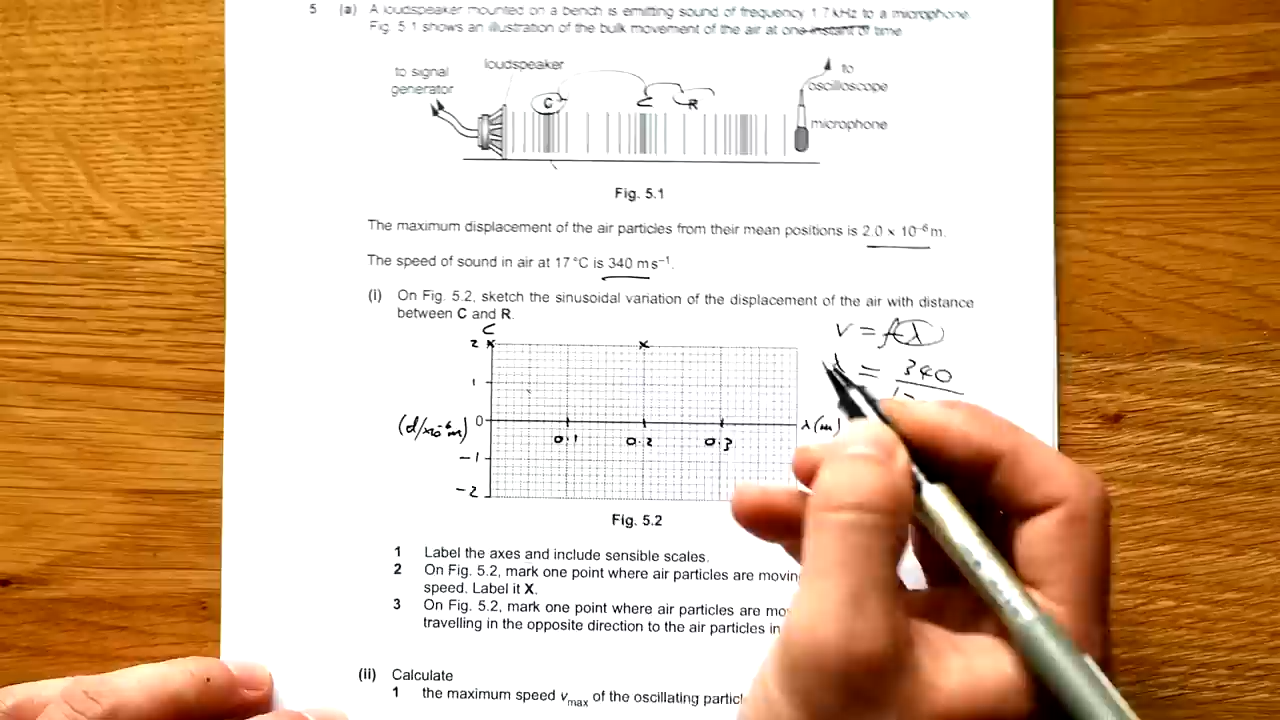 5 (a) A loudspeaker mounted on a bench is emitting sound of frequency 1.7 kHz to a microphone
Fig. 5.1 shows an illustration of the bulk movement of the air at one instant of time
to signal generator
loudspeaker
to oscilloscope
microphone
C C R
Fig. 5.1
The maximum displacement of the air particles from their mean positions is 2.0 × 10⁻⁶ m.
The speed of sound in air at 17 °C is 340 m s⁻¹.
(i) On Fig. 5.2, sketch the sinusoidal variation of the displacement of the air with distance
between C and R.
v = fλ
λ = 340
C
2
1
0
-1
-2
(d/×10⁻⁶m)
0.1 0.2 0.3
λ(m)
Fig. 5.2
1 Label the axes and include sensible scales.
2 On Fig. 5.2, mark one point where air particles are movin
speed. Label it X.
3 On Fig. 5.2, mark one point where air particles are mo
travelling in the opposite direction to the air particles in
(ii) Calculate
1 the maximum speed vmax of the oscillating particl